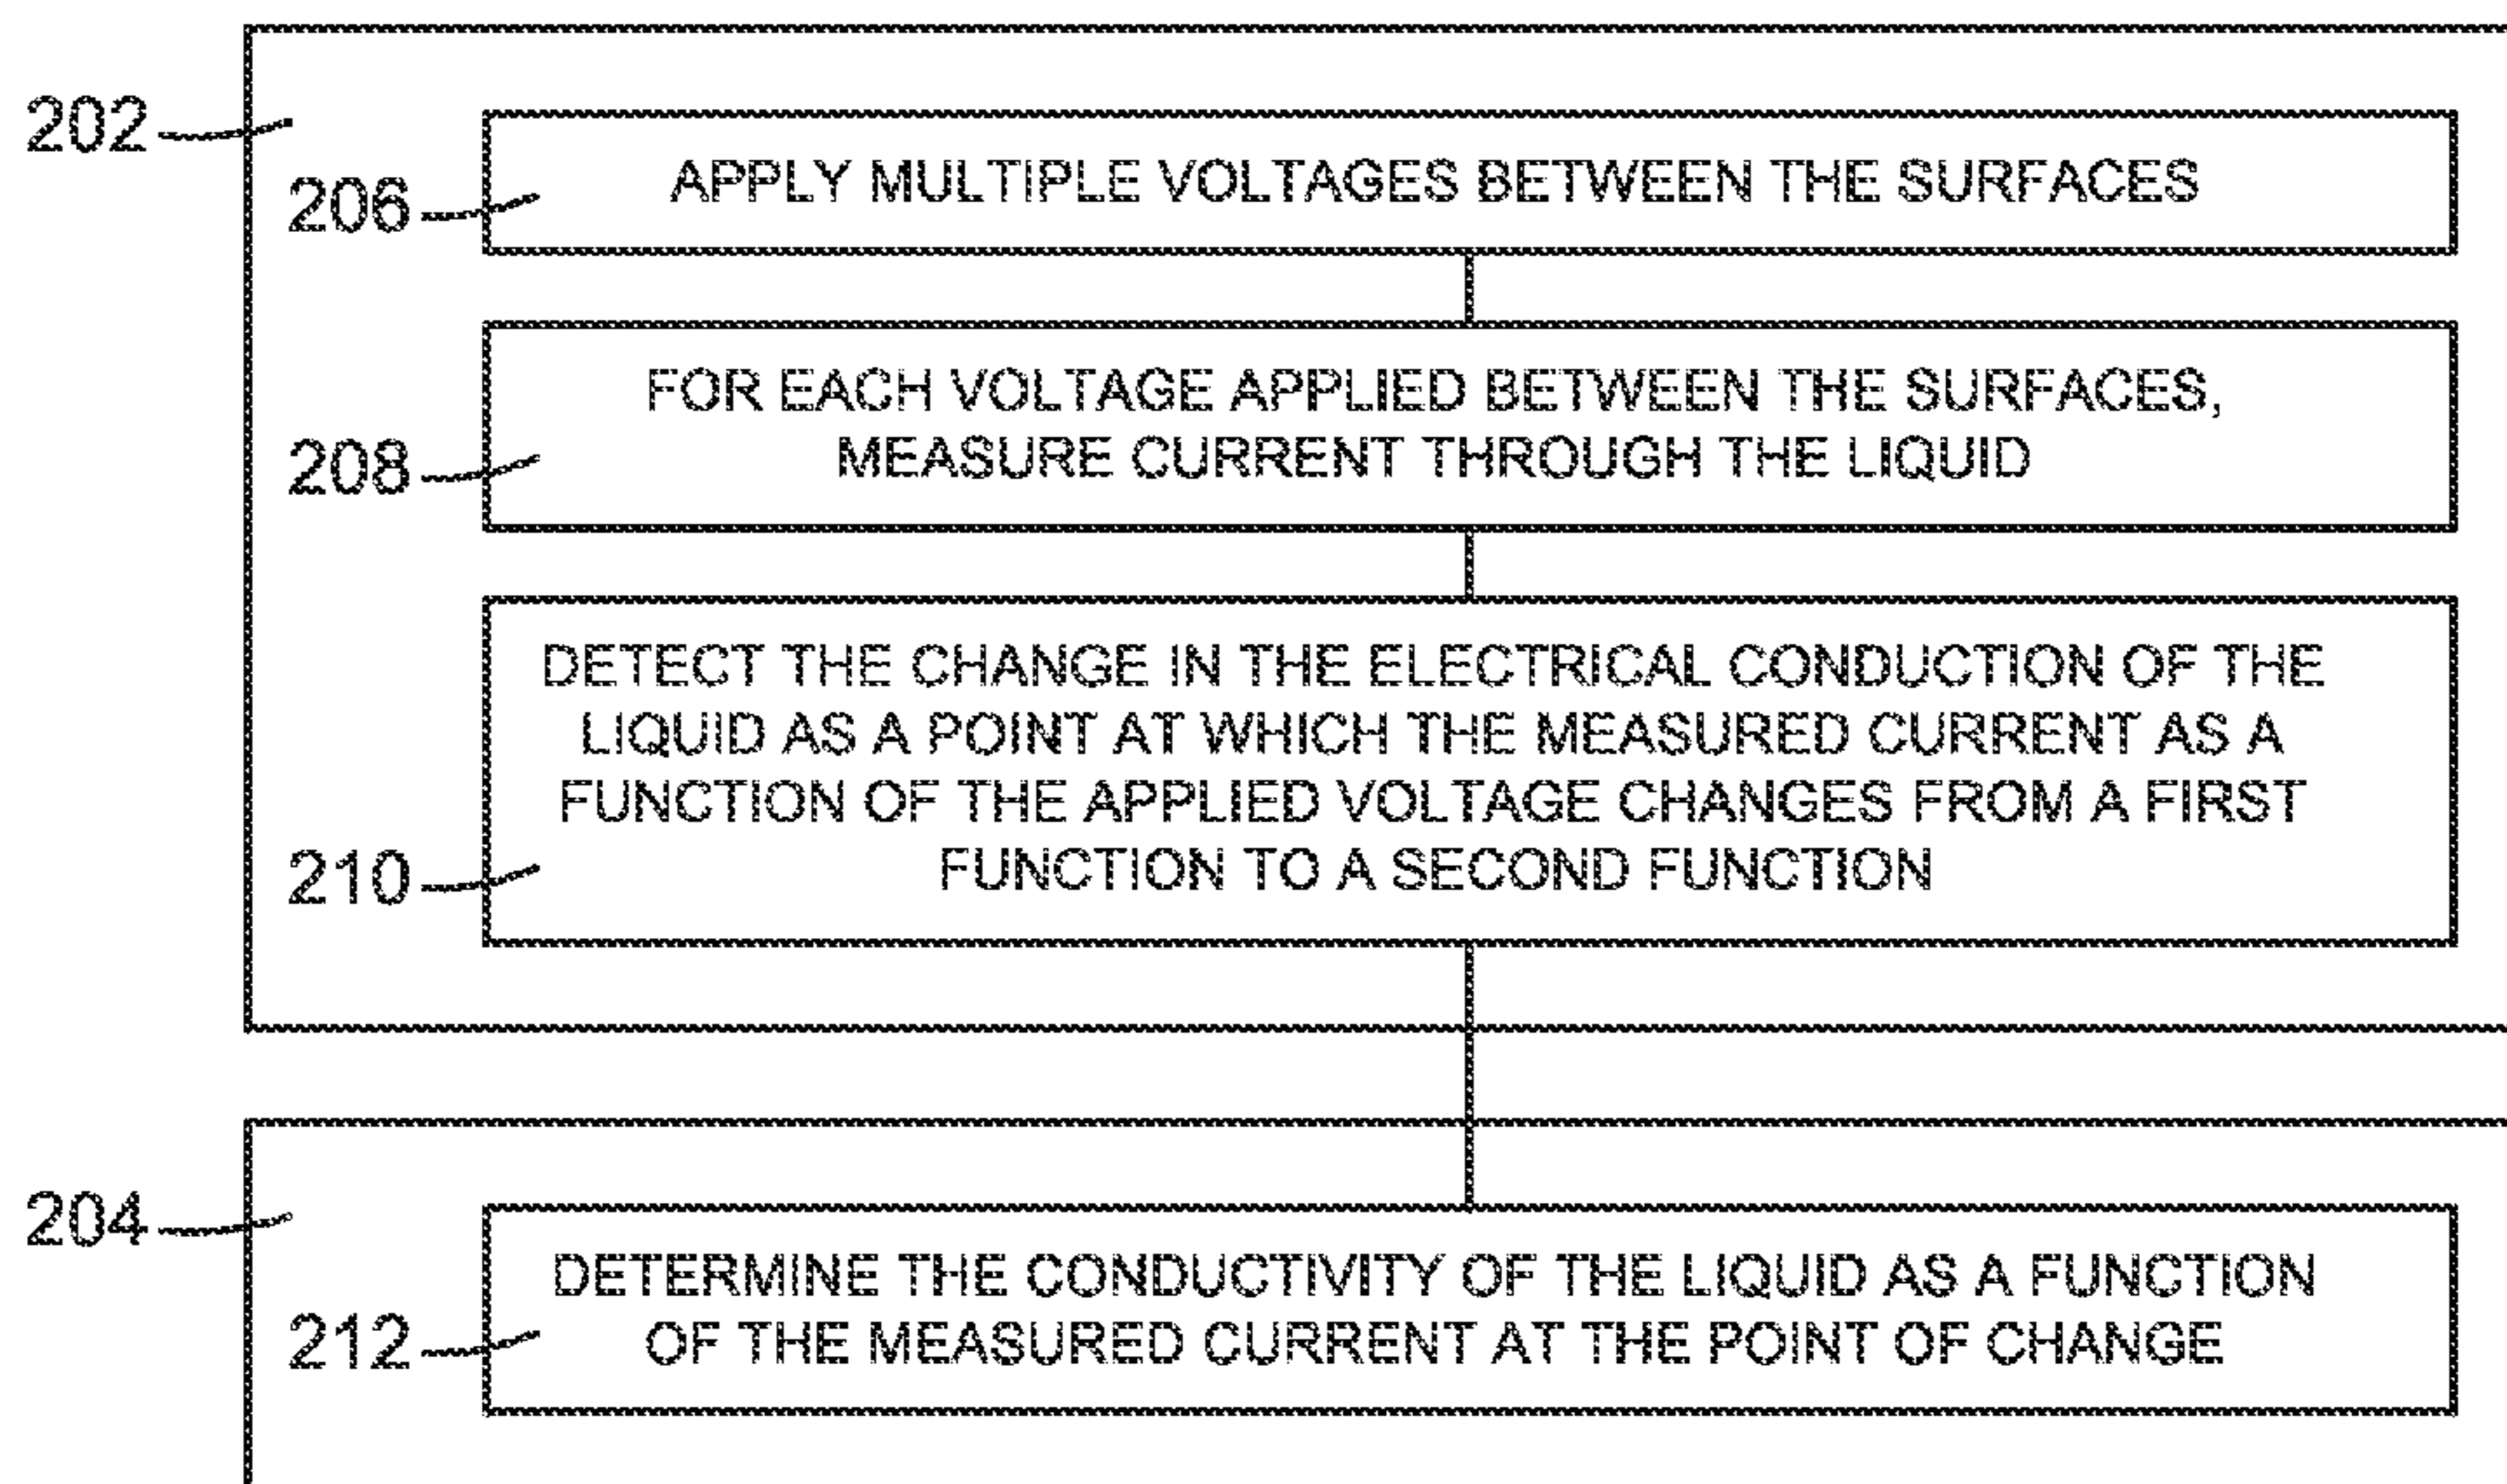 202
206
APPLY MULTIPLE VOLTAGES BETWEEN THE SURFACES
FOR EACH VOLTAGE APPLIED BETWEEN THE SURFACES,
208
MEASURE CURRENT THROUGH THE LIQUID
DETECT THE CHANGE IN THE ELECTRICAL CONDUCTION OF THE
LIQUID AS A POINT AT WHICH THE MEASURED CURRENT AS A
FUNCTION OF THE APPLIED VOLTAGE CHANGES FROM A FIRST
210
FUNCTION TO A SECOND FUNCTION
204
DETERMINE THE CONDUCTIVITY OF THE LIQUID AS A FUNCTION
212
OF THE MEASURED CURRENT AT THE POINT OF CHANGE